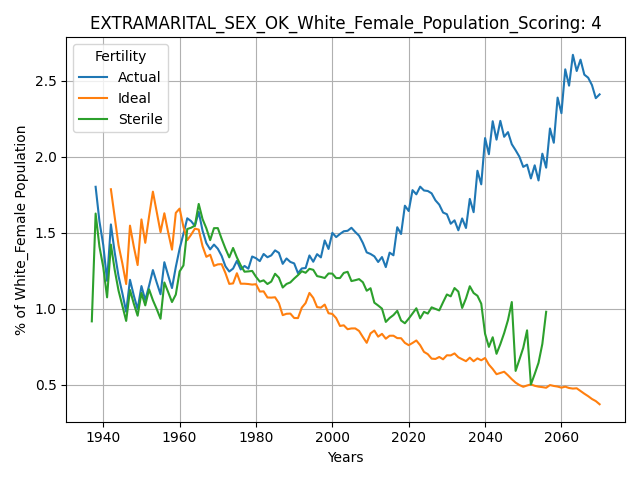 EXTRAMARITAL_SEX_OK_White_Female_Population_Scoring: 4
Fertility
Actual
Ideal
Sterile
% of White_Female Population
2.5
2.0
1.5
1.0
0.5
1940 1960 1980 2000 2020 2040 2060
Years